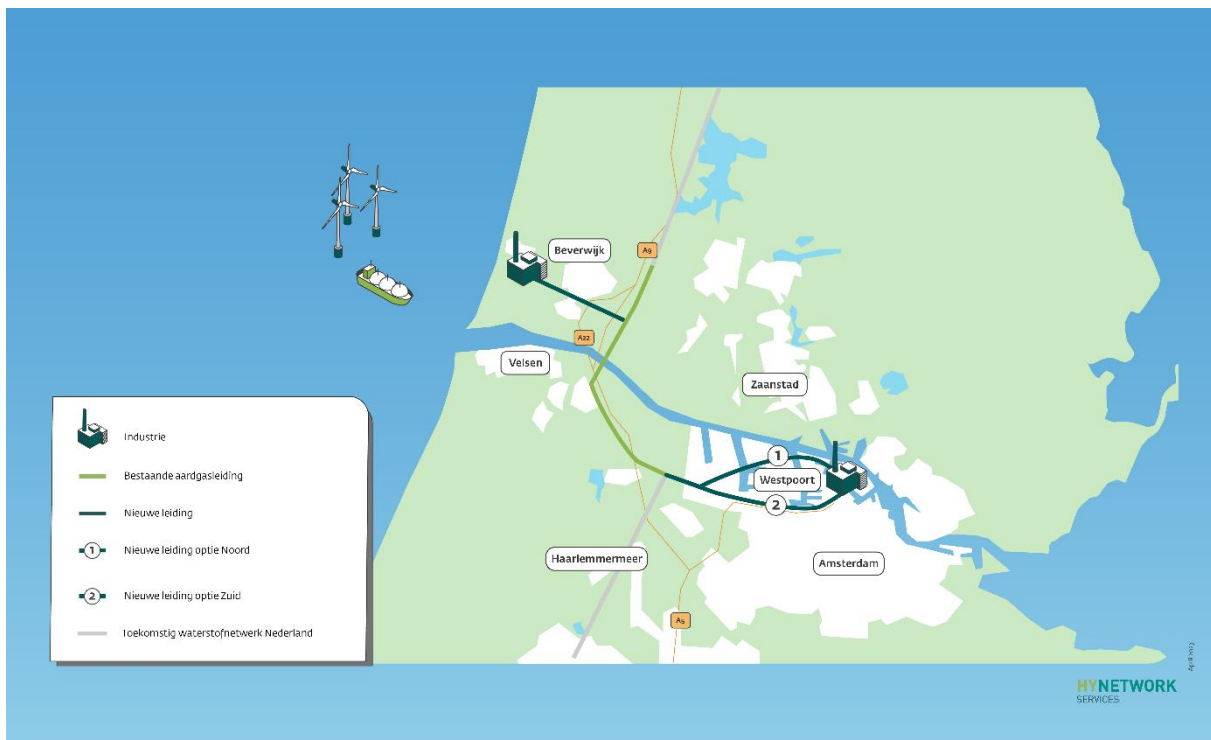 Beverwijk
A9
A22
Velsen
Zaanstad
1
Westpoort
2
Haarlemmermeer
Amsterdam
A5
Industrie
Bestaande aardgasleiding
Nieuwe leiding
1 Nieuwe leiding optie Noord
2 Nieuwe leiding optie Zuid
Toekomstig waterstofnetwerk Nederland
HYNETWORK
SERVICES